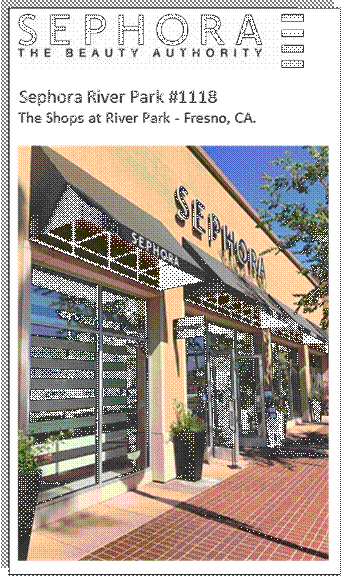 SEPHORA
THE BEAUTY AUTHORITY
Sephora River Park #1118
The Shops at River Park - Fresno, CA.
SEPHORA
SEPHORA